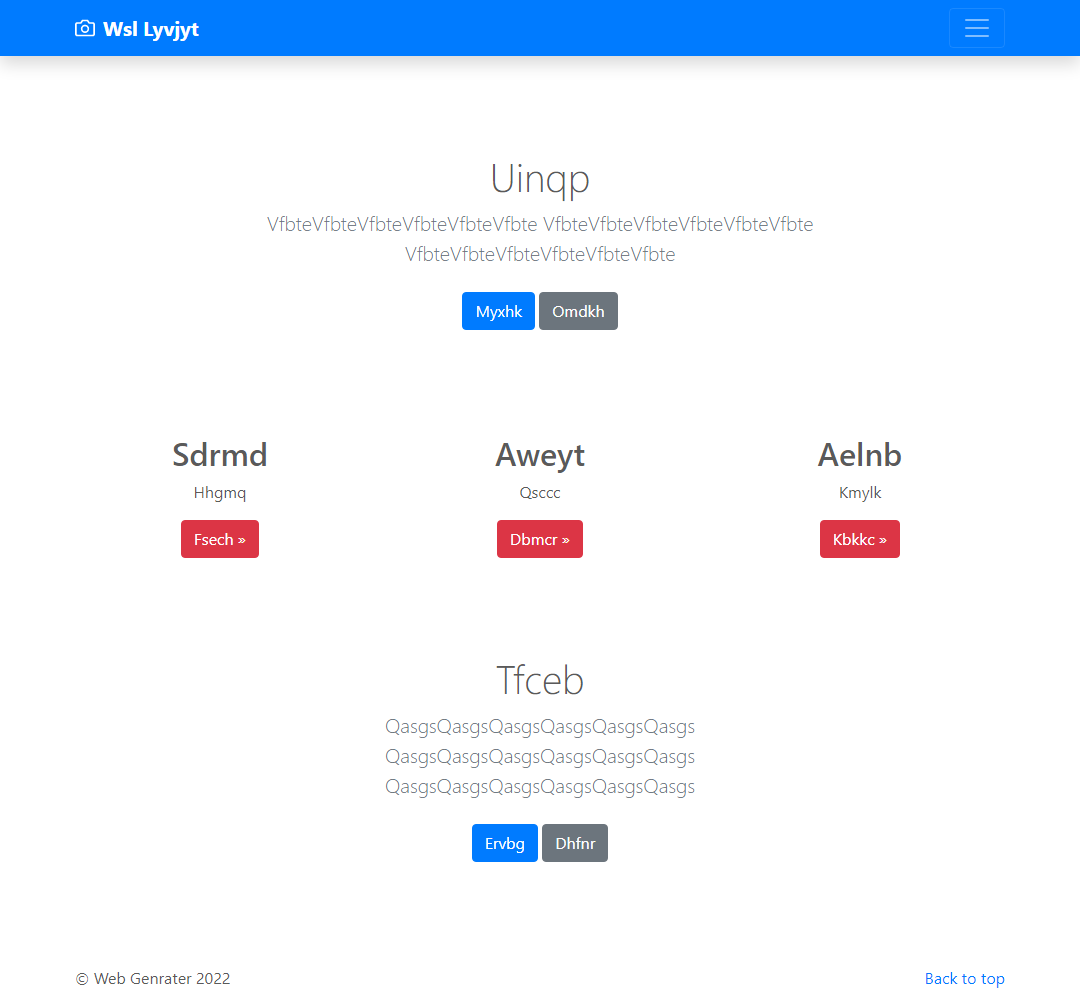 Wsl Lyvjyt
Uinqp
VfbteVfbteVfbteVfbteVfbteVfbte VfbteVfbteVfbteVfbteVfbteVfbte
VfbteVfbteVfbteVfbteVfbteVfbte
Myxhk Omdkh
Sdrmd Aweyt Aelnb
Hhgmq Qsccc Kmylk
Fsech » Dbmcr » Kbkkc »
Tfceb
QasgsQasgsQasgsQasgsQasgsQasgs
QasgsQasgsQasgsQasgsQasgsQasgs
QasgsQasgsQasgsQasgsQasgsQasgs
Ervbg Dhfnr
© Web Genrater 2022 Back to top